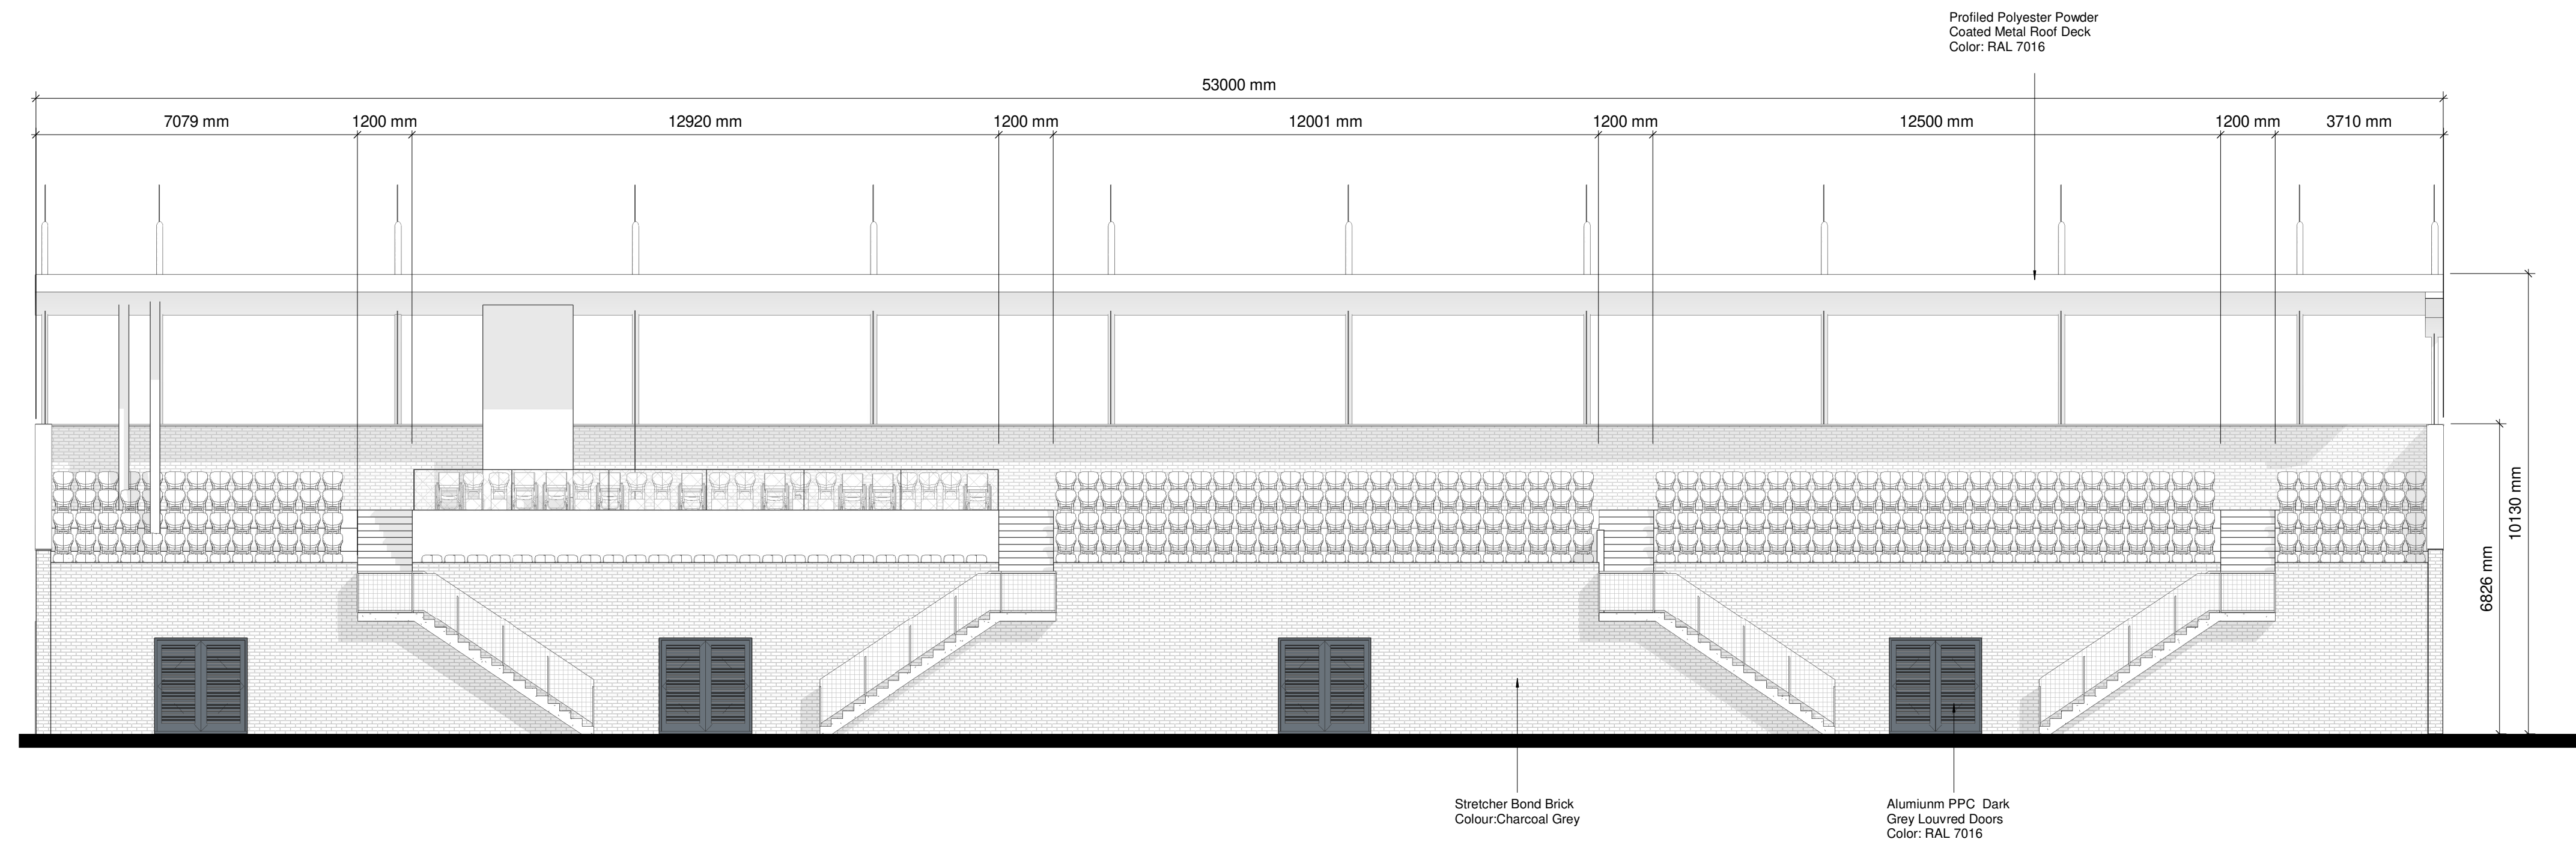 Profiled Polyester Powder
Coated Metal Roof Deck
Color: RAL 7016
53000 mm
7079 mm
1200 mm
12920 mm
1200 mm
12001 mm
1200 mm
12500 mm
1200 mm
3710 mm
10130 mm
6826 mm
Stretcher Bond Brick
Colour:Charcoal Grey
Alumiunm PPC  Dark
Grey Louvred Doors
Color: RAL 7016